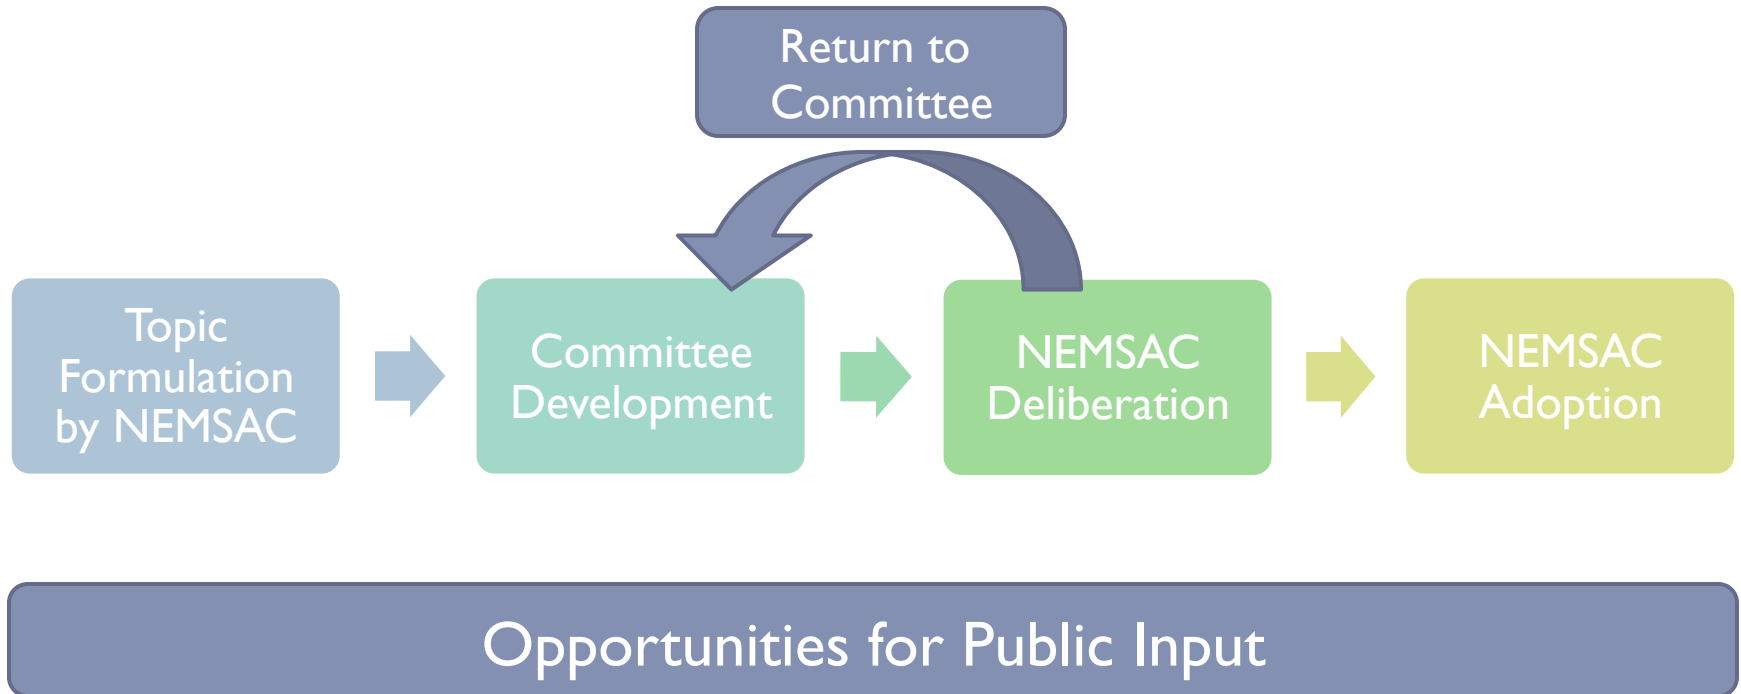 Return to
Committee
Topic
Formulation
by NEMSAC
Committee
Development
NEMSAC
Deliberation
NEMSAC
Adoption
Opportunities for Public Input